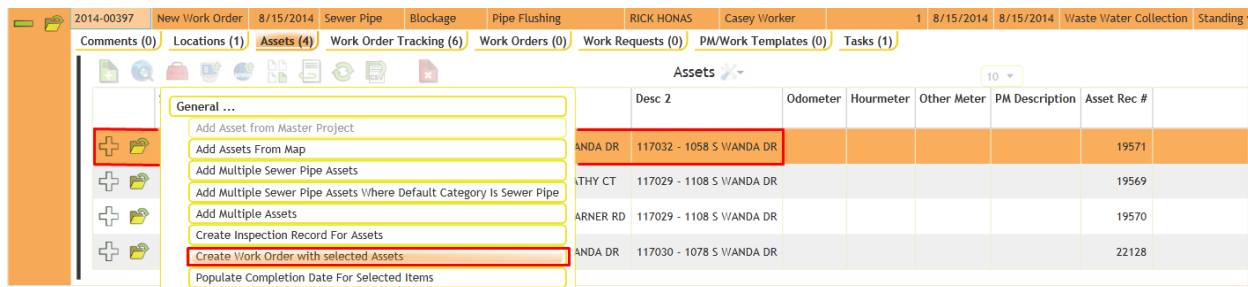 2014-00397 New Work Order 8/15/2014 Sewer Pipe Blockage Pipe Flushing RICK HONAS Casey Worker 1 8/15/2014 8/15/2014 Waste Water Collection Standing
Comments (0) Locations (1) Assets (4) Work Order Tracking (6) Work Orders (0) Work Requests (0) PM/Work Templates (0) Tasks (1)
CSV Assets 10
Desc 2 Odometer Hourmeter Other Meter PM Description Asset Rec #
General ...
Add Asset from Master Project
Add Assets From Map
Add Multiple Sewer Pipe Assets
Add Multiple Sewer Pipe Assets Where Default Category Is Sewer Pipe
Add Multiple Assets
Create Inspection Record For Assets
Create Work Order with selected Assets
Populate Completion Date For Selected Items
ANDA DR 117032 - 1058 S WANDA DR 19571
ATHY CT 117029 - 1108 S WANDA DR 19569
ARNER RD 117029 - 1108 S WANDA DR 19570
ANDA DR 117030 - 1078 S WANDA DR 22128